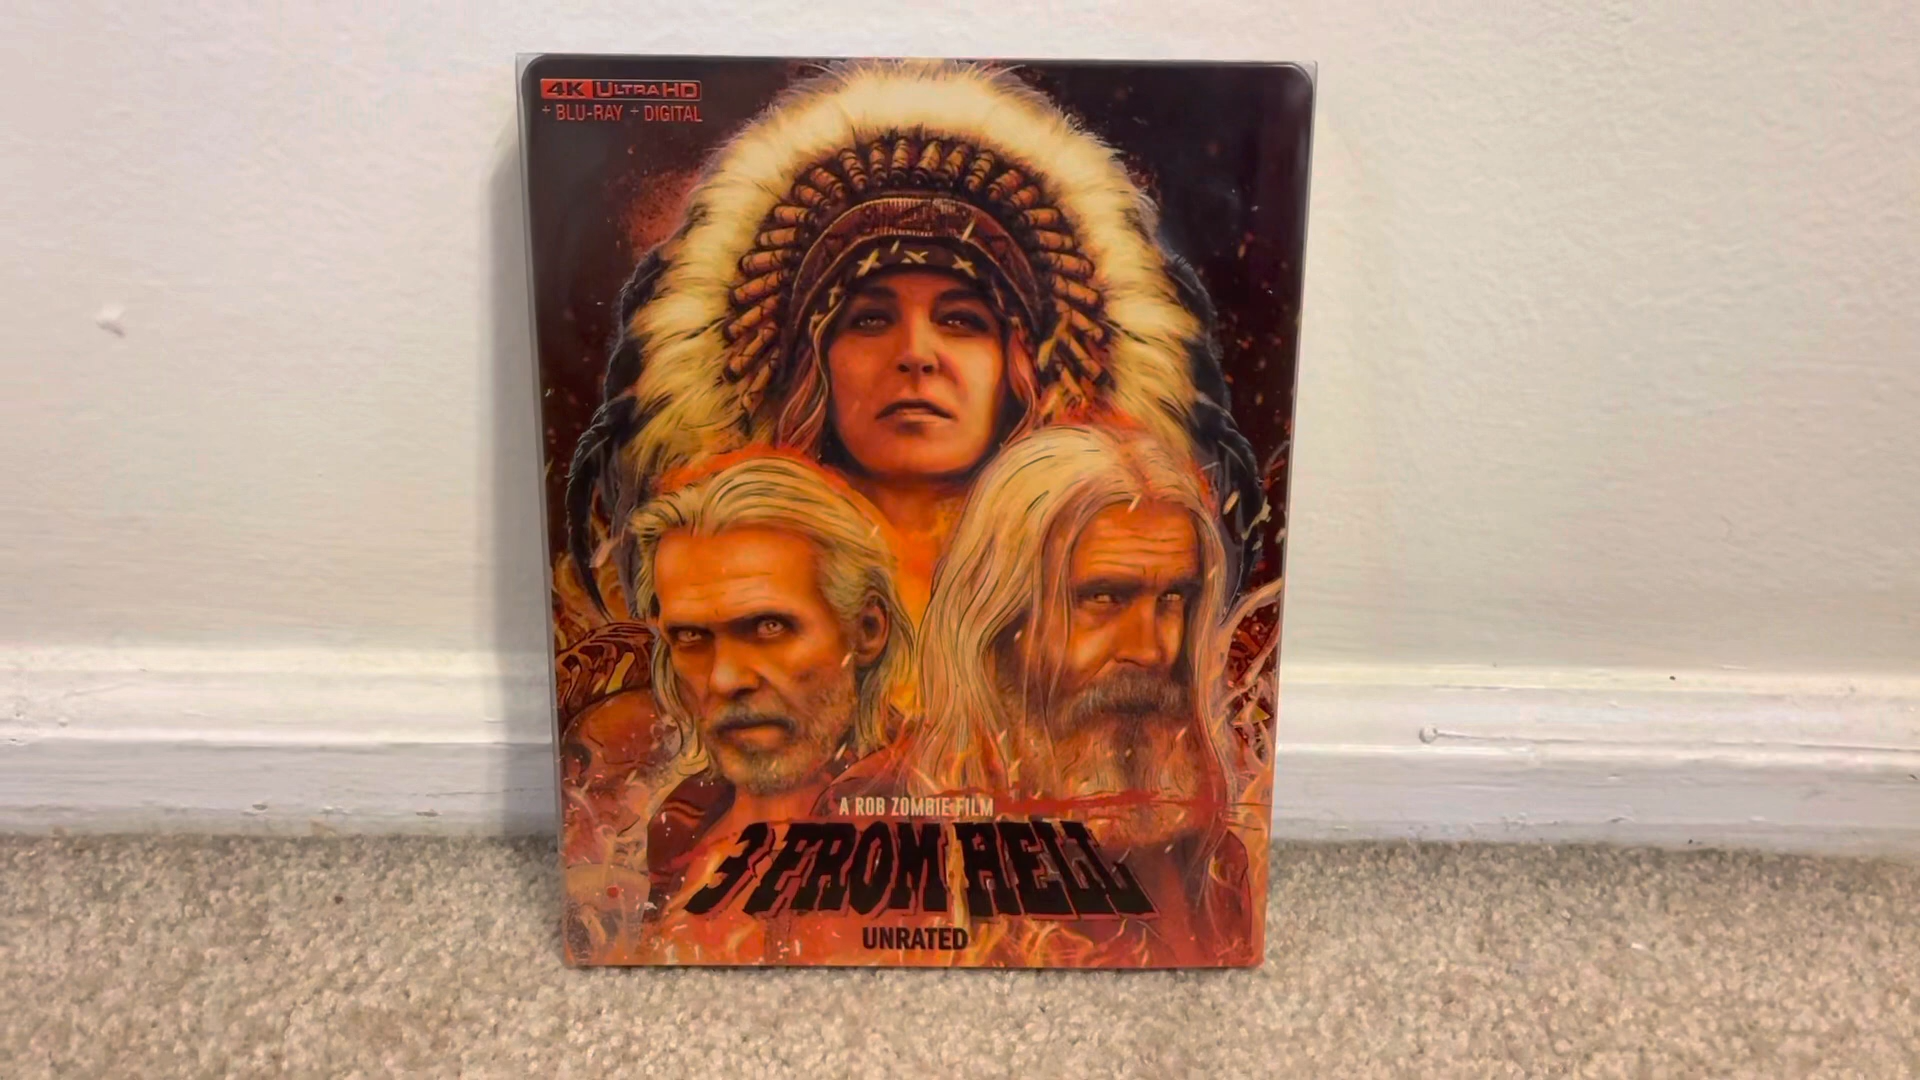 4K ULTRA HD
+ BLU-RAY + DIGITAL
A ROB ZOMBIE FILM
3 FROM HELL
UNRATED